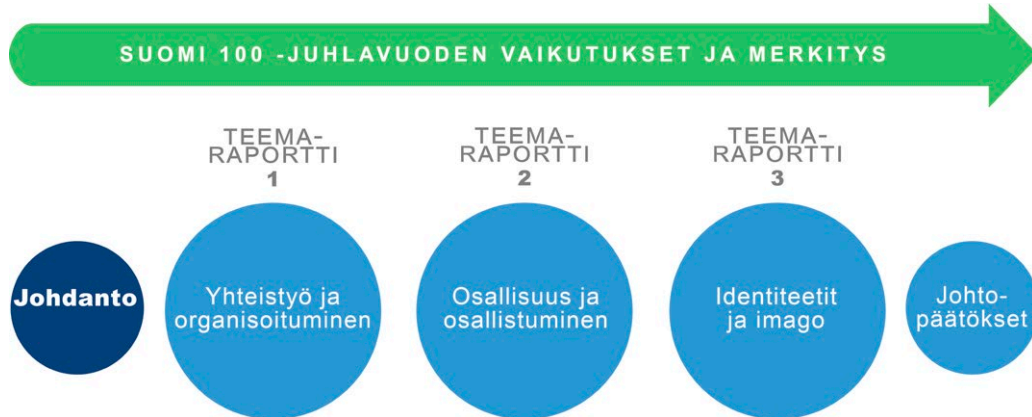 SUOMI 100 -JUHLAVUODEN VAIKUTUKSET JA MERKITYS
TEEMA-
RAPORTTI
1
TEEMA-
RAPORTTI
2
TEEMA-
RAPORTTI
3
Johdanto
Yhteistyö ja
organisoituminen
Osallisuus ja
osallistuminen
Identiteetit
ja imago
Johto-
päätökset